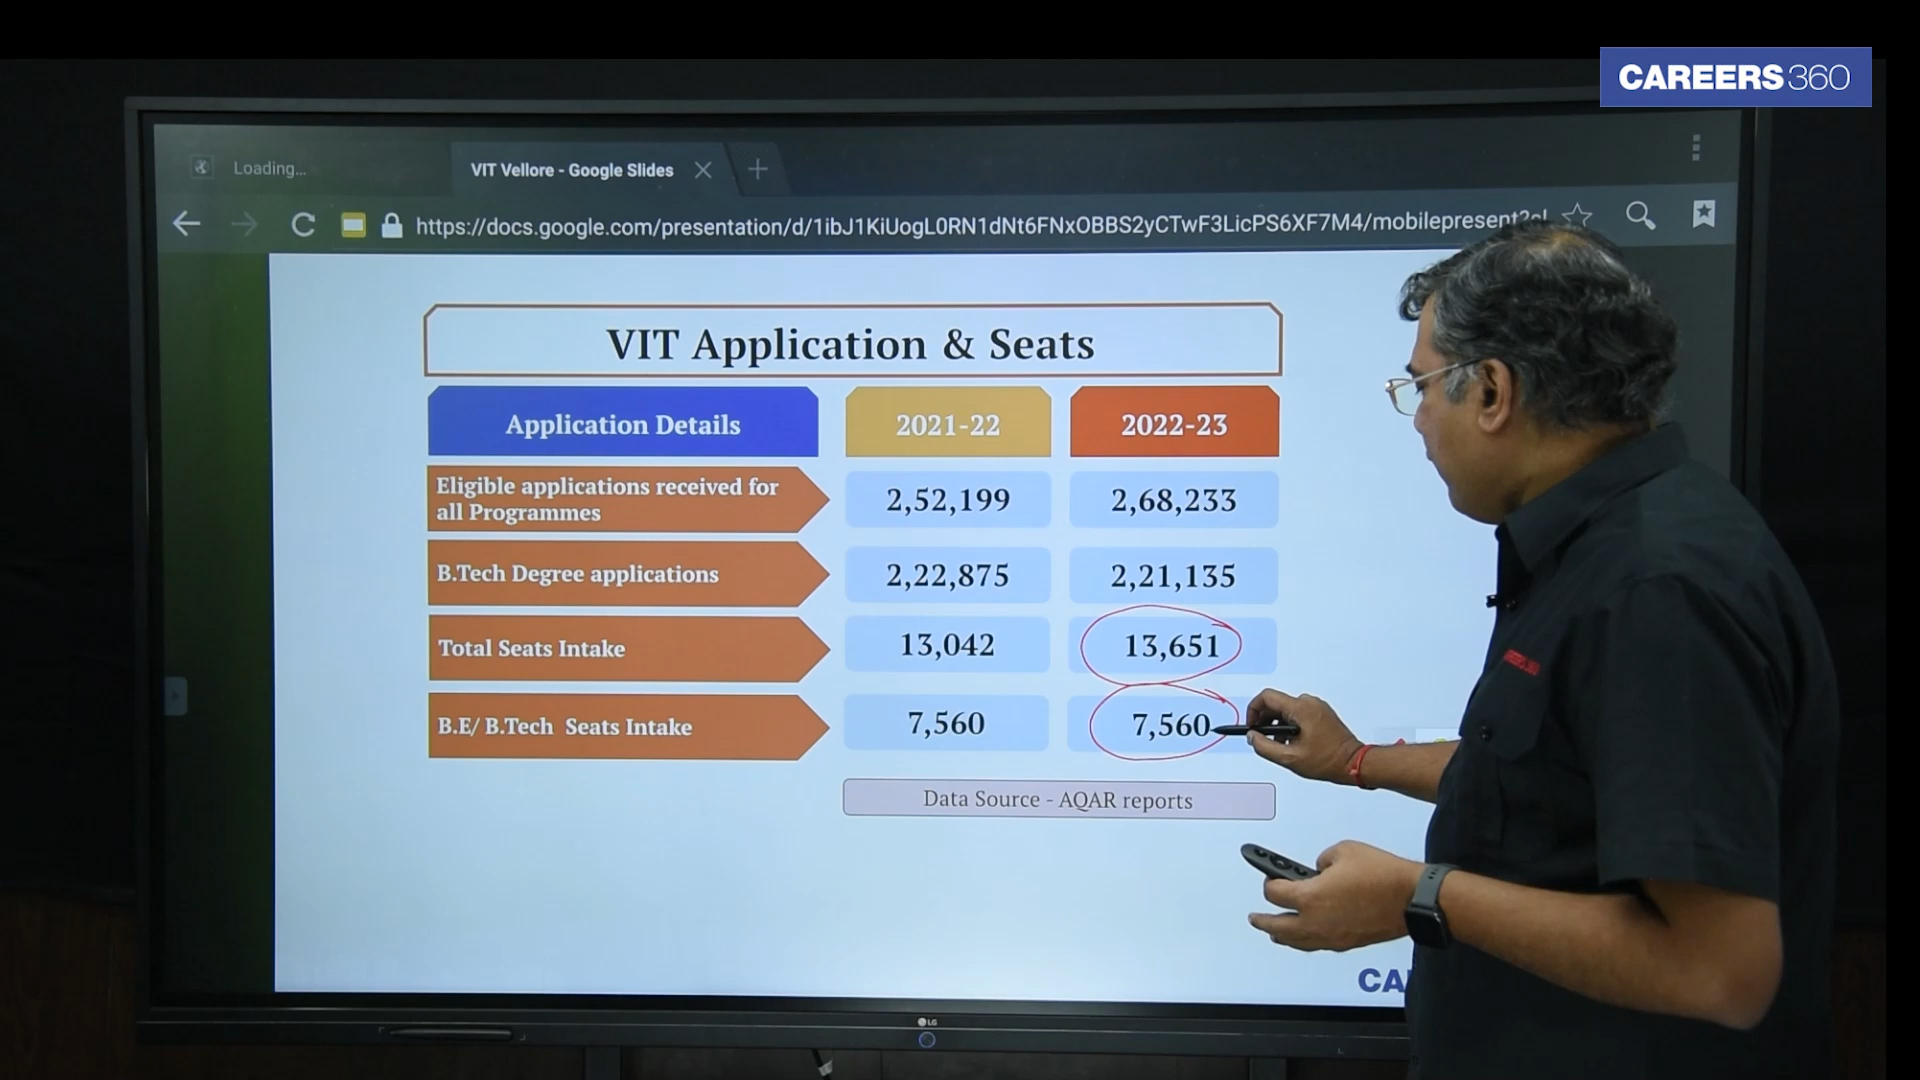 CAREERS360
Loading...
VIT Vellore - Google Slides
https://docs.google.com/presentation/d/1ibJ1KiUogL0RN1dNt6FNxOBBS2yCTwF3LicPS6XF7M4/mobilepresent?sl
VIT Application & Seats
Application Details 2021-22 2022-23
Eligible applications received for
all Programmes
2,52,199 2,68,233
B.Tech Degree applications 2,22,875 2,21,135
Total Seats Intake 13,042 13,651
B.E/ B.Tech Seats Intake 7,560 7,560
Data Source - AQAR reports
CA
LG